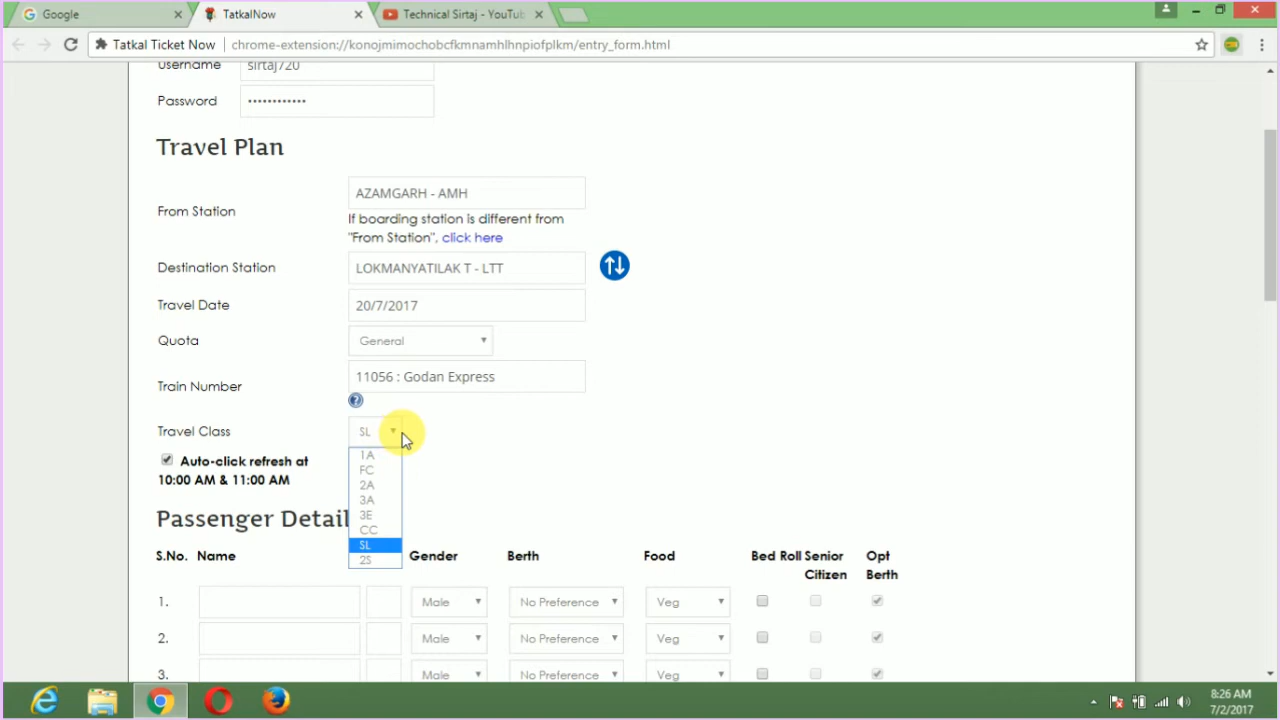 Google
TatkalNow
Technical Sirtaj - YouTu
Tatkal Ticket Now
chrome-extension://konojmimochobcfkmnamhlhnpiofplkm/entry_form.html
Username
sirtaj720
Password
••••••••••••
Travel Plan
From Station
AZAMGARH - AMH
If boarding station is different from
"From Station", click here
Destination Station
LOKMANYATILAK T - LTT
Travel Date
20/7/2017
Quota
General
Train Number
11056 : Godan Express
Travel Class
SL
1A
FC
2A
3A
3E
CC
SL
2S
Auto-click refresh at
10:00 AM & 11:00 AM
Passenger Detail
S.No. Name Gender Berth Food Bed Roll Senior Citizen Opt Berth
1. Male No Preference Veg
2. Male No Preference Veg
3. Male No Preference Veg
8:26 AM
7/2/2017